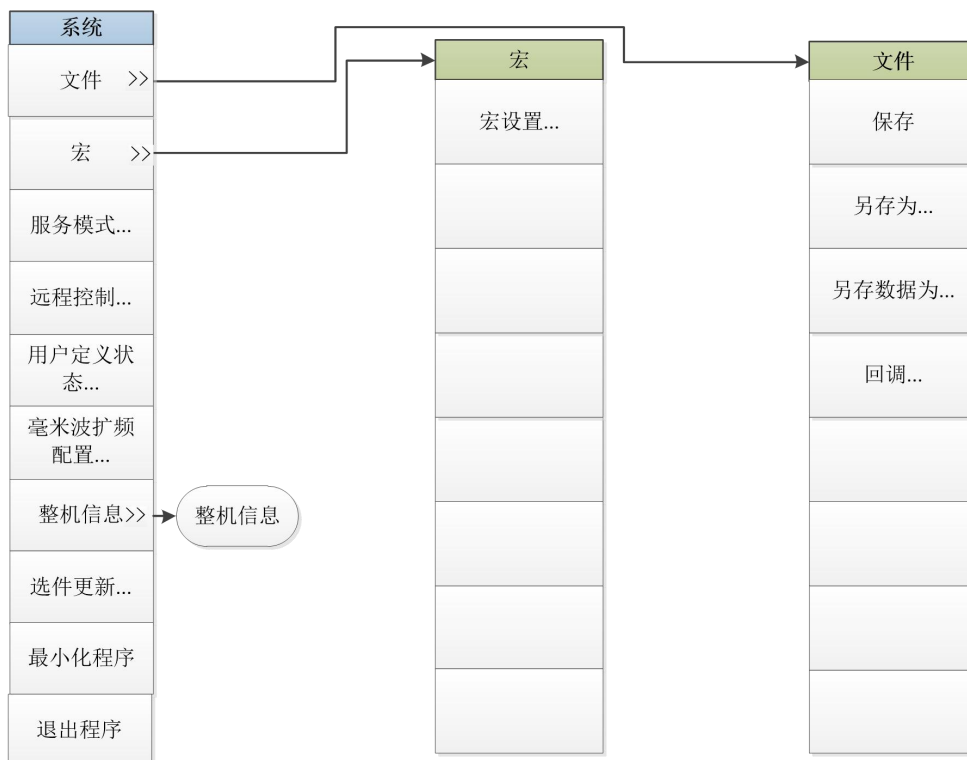 系统
文件 >>
宏 >>
服务模式...
远程控制...
用户定义状
态...
毫米波扩频
配置...
整机信息>>
整机信息
选件更新...
最小化程序
退出程序
宏
宏设置...
文件
保存
另存为...
另存数据为...
回调...